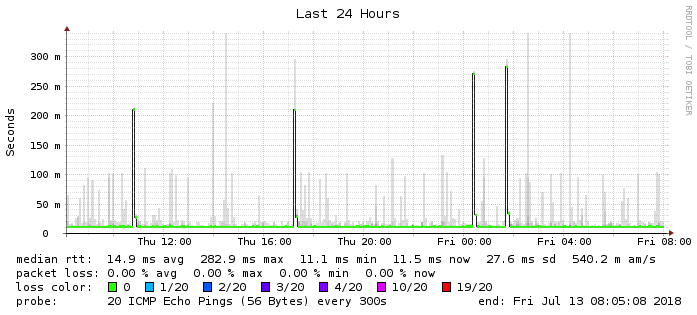 Last 24 Hours
RRDTOOL / TOBI OETIKER
Seconds
300 m
250 m
200 m
150 m
100 m
50 m
0
Thu 12:00 Thu 16:00 Thu 20:00 Fri 00:00 Fri 04:00 Fri 08:00
median rtt: 14.9 ms avg 282.9 ms max 11.1 ms min 11.5 ms now 27.6 ms sd 540.2 m am/s
packet loss: 0.00 % avg 0.00 % max 0.00 % min 0.00 % now
loss color: 0 1/20 2/20 3/20 4/20 10/20 19/20
probe: 20 ICMP Echo Pings (56 Bytes) every 300s end: Fri Jul 13 08:05:08 2018